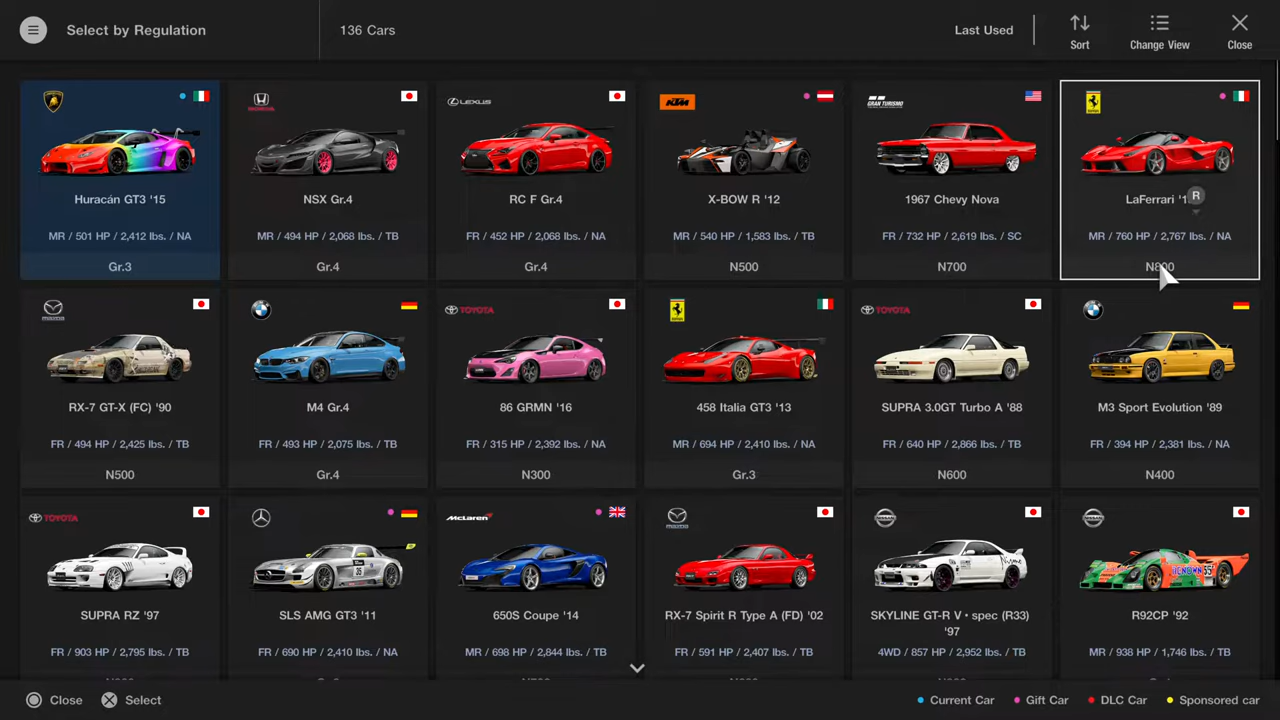 Select by Regulation
136 Cars
Last Used
Sort
Change View
Close
HONDA
LEXUS
KTM
GRAN TURISMO
Huracán GT3 '15
NSX Gr.4
RC F Gr.4
X-BOW R '12
1967 Chevy Nova
LaFerrari '1
R
MR / 501 HP / 2,412 lbs. / NA
MR / 494 HP / 2,068 lbs. / TB
FR / 452 HP / 2,068 lbs. / NA
MR / 540 HP / 1,583 lbs. / TB
FR / 732 HP / 2,619 lbs. / SC
MR / 760 HP / 2,767 lbs. / NA
Gr.3
Gr.4
Gr.4
N500
N700
N800
mazda
TOYOTA
TOYOTA
RX-7 GT-X (FC) '90
M4 Gr.4
86 GRMN '16
458 Italia GT3 '13
SUPRA 3.0GT Turbo A '88
M3 Sport Evolution '89
FR / 494 HP / 2,425 lbs. / TB
FR / 493 HP / 2,075 lbs. / TB
FR / 315 HP / 2,392 lbs. / NA
MR / 694 HP / 2,410 lbs. / NA
FR / 640 HP / 2,866 lbs. / TB
FR / 394 HP / 2,381 lbs. / NA
N500
Gr.4
N300
Gr.3
N600
N400
TOYOTA
McLaren
mazda
SUPRA RZ '97
SLS AMG GT3 '11
650S Coupe '14
RX-7 Spirit R Type A (FD) '02
SKYLINE GT-R V・spec (R33)
'97
R92CP '92
FR / 903 HP / 2,795 lbs. / TB
FR / 690 HP / 2,410 lbs. / NA
MR / 698 HP / 2,844 lbs. / TB
FR / 591 HP / 2,407 lbs. / TB
4WD / 857 HP / 2,952 lbs. / TB
MR / 938 HP / 1,746 lbs. / TB
Close
Select
Current Car
Gift Car
DLC Car
Sponsored car